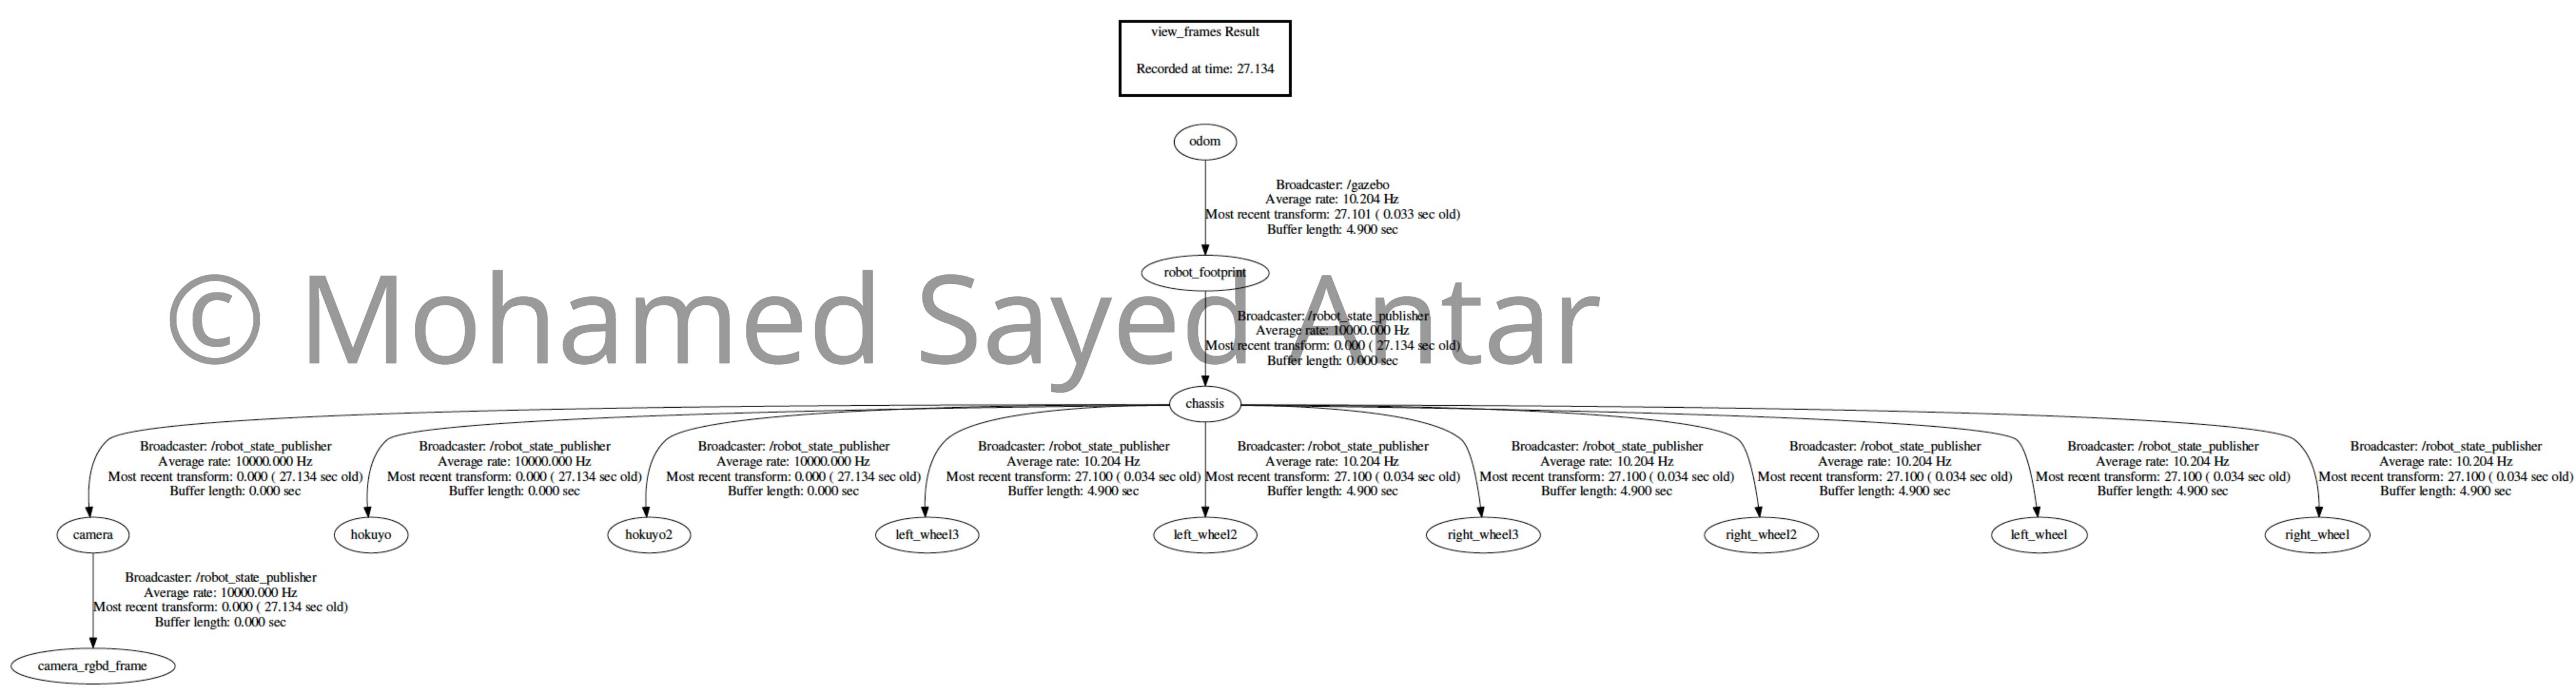 view_frames Result
Recorded at time: 27.134
odom
Broadcaster: /gazebo
Average rate: 10.204 Hz
Most recent transform: 27.101 ( 0.033 sec old)
Buffer length: 4.900 sec
robot_footprint
© Mohamed Sayed Antar
Broadcaster: /robot_state_publisher
Average rate: 10000.000 Hz
Most recent transform: 0.000 ( 27.134 sec old)
Buffer length: 0.000 sec
chassis
Broadcaster: /robot_state_publisher
Average rate: 10000.000 Hz
Most recent transform: 0.000 ( 27.134 sec old)
Buffer length: 0.000 sec
Broadcaster: /robot_state_publisher
Average rate: 10000.000 Hz
Most recent transform: 0.000 ( 27.134 sec old)
Buffer length: 0.000 sec
Broadcaster: /robot_state_publisher
Average rate: 10000.000 Hz
Most recent transform: 0.000 ( 27.134 sec old)
Buffer length: 0.000 sec
Broadcaster: /robot_state_publisher
Average rate: 10.204 Hz
Most recent transform: 27.100 ( 0.034 sec old)
Buffer length: 4.900 sec
Broadcaster: /robot_state_publisher
Average rate: 10.204 Hz
Most recent transform: 27.100 ( 0.034 sec old)
Buffer length: 4.900 sec
Broadcaster: /robot_state_publisher
Average rate: 10.204 Hz
Most recent transform: 27.100 ( 0.034 sec old)
Buffer length: 4.900 sec
Broadcaster: /robot_state_publisher
Average rate: 10.204 Hz
Most recent transform: 27.100 ( 0.034 sec old)
Buffer length: 4.900 sec
Broadcaster: /robot_state_publisher
Average rate: 10.204 Hz
Most recent transform: 27.100 ( 0.034 sec old)
Buffer length: 4.900 sec
Broadcaster: /robot_state_publisher
Average rate: 10.204 Hz
Most recent transform: 27.100 ( 0.034 sec old)
Buffer length: 4.900 sec
camera
hokuyo
hokuyo2
left_wheel3
left_wheel2
right_wheel3
right_wheel2
left_wheel
right_wheel
Broadcaster: /robot_state_publisher
Average rate: 10000.000 Hz
Most recent transform: 0.000 ( 27.134 sec old)
Buffer length: 0.000 sec
camera_rgbd_frame